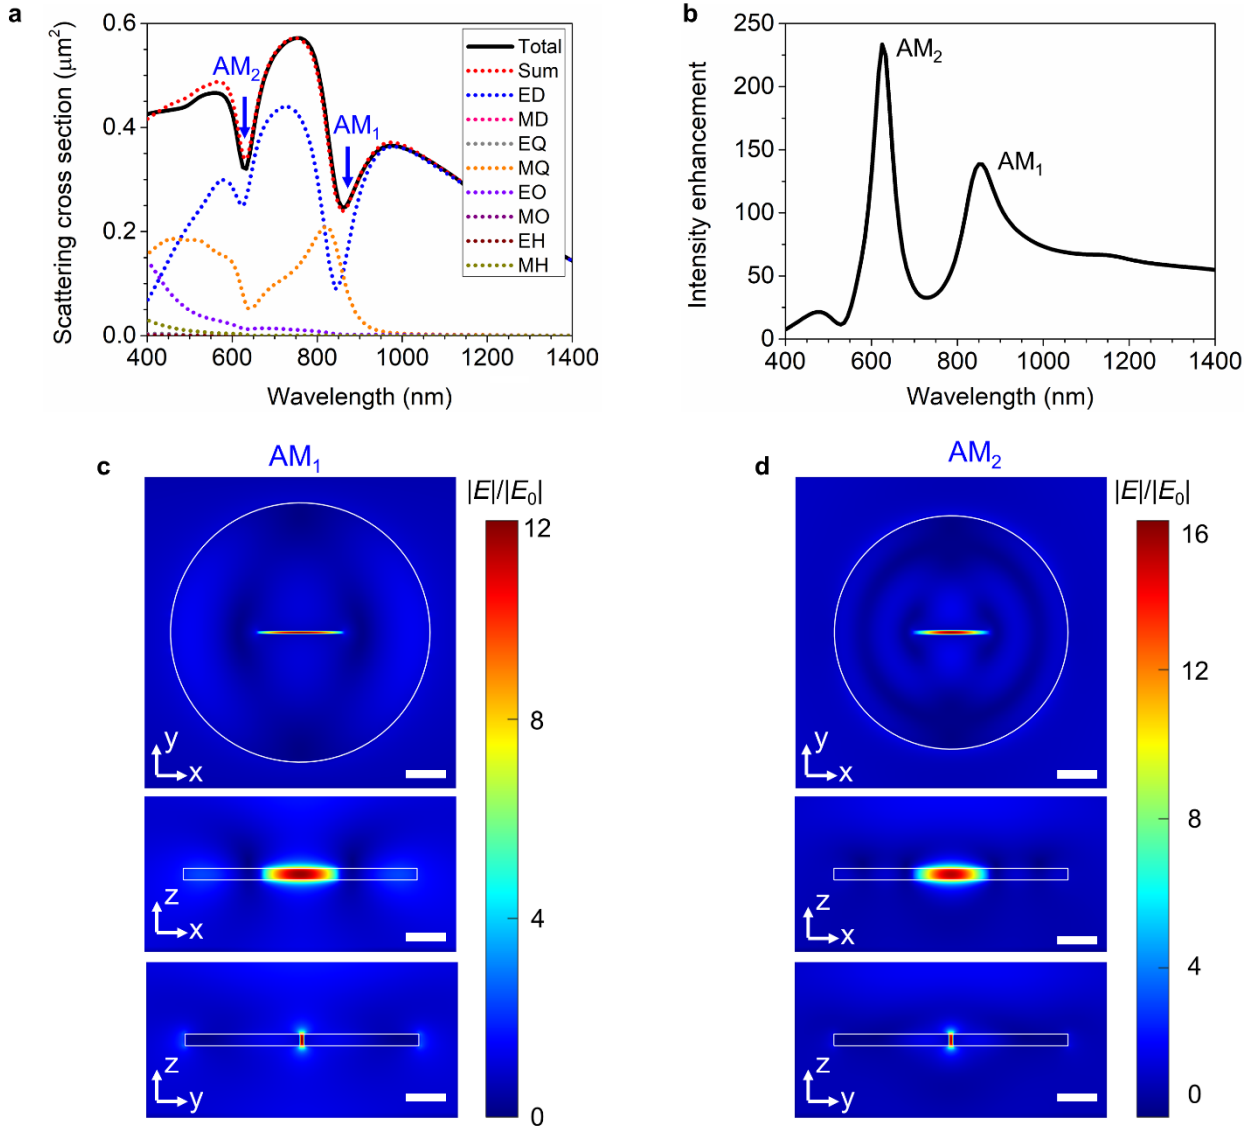 a
Scattering cross section (μm²)
0.6
0.4
0.2
0.0
400 600 800 1000 1200 1400
Wavelength (nm)
AM₂
AM₁
Total
Sum
ED
MD
EQ
MQ
EO
MO
EH
MH
b
Intensity enhancement
250
200
150
100
50
0
400 600 800 1000 1200 1400
Wavelength (nm)
AM₂
AM₁
c
AM₁
|E|/|E₀|
12
8
4
0
y
x
z
x
z
y
d
AM₂
|E|/|E₀|
16
12
8
4
0
y
x
z
x
z
y